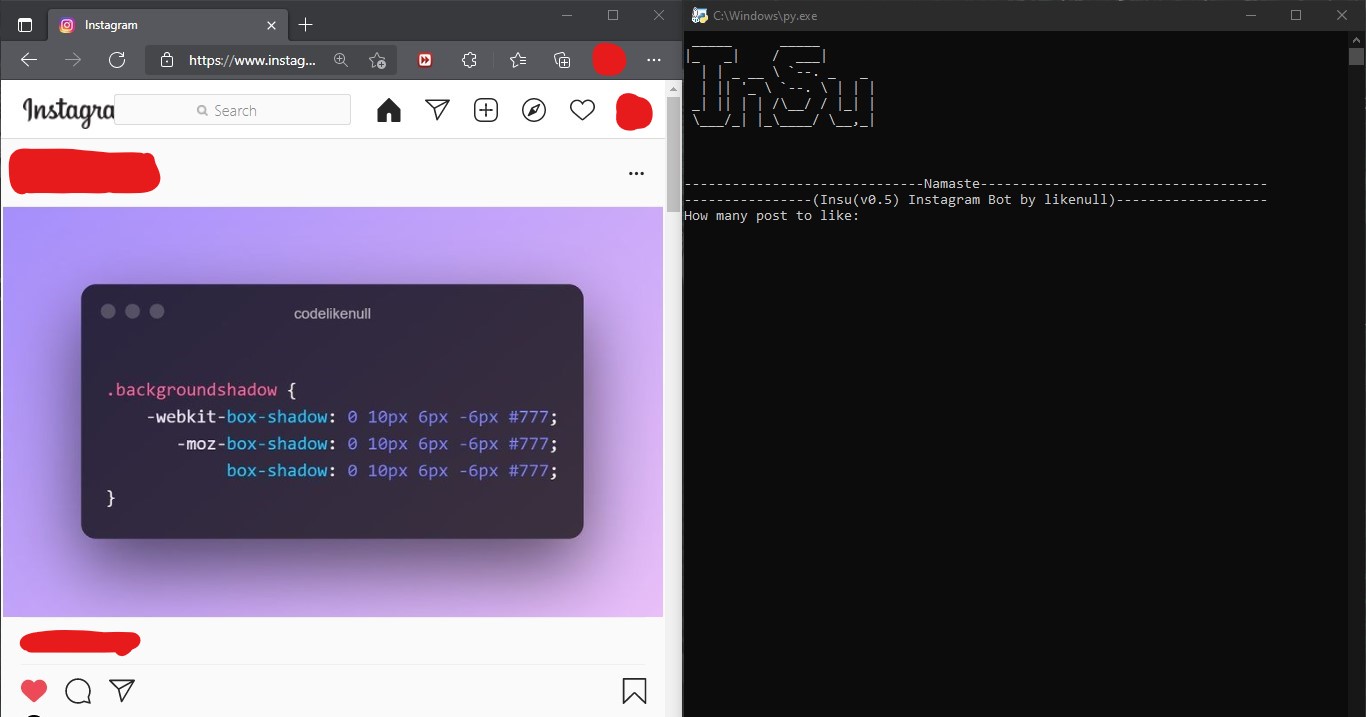 Instagram
https://www.instag...
Instagra
Search
codelikenull
.backgroundshadow {
-webkit-box-shadow: 0 10px 6px -6px #777;
-moz-box-shadow: 0 10px 6px -6px #777;
box-shadow: 0 10px 6px -6px #777;
}
C:\Windows\py.exe
InSu
------------------------------Namaste------------------------------------
----------------(Insu(v0.5) Instagram Bot by likenull)-------------------
How many post to like: